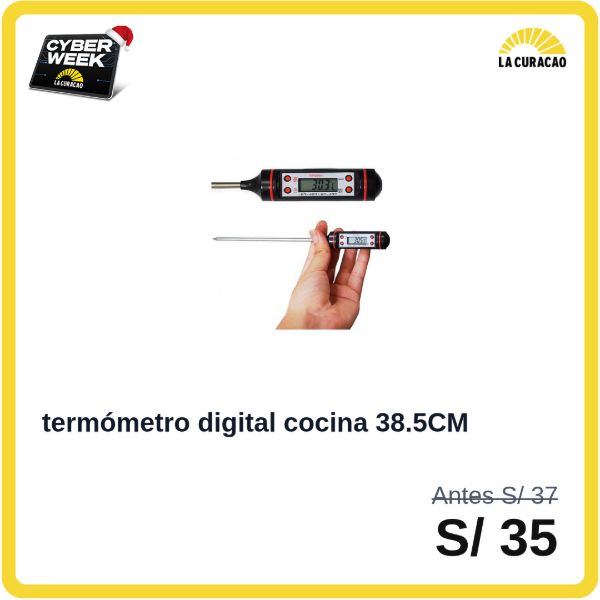 CYBER
WEEK
LA CURACAO
LA CURACAO
termómetro digital cocina 38.5CM
Antes S/ 37
S/ 35